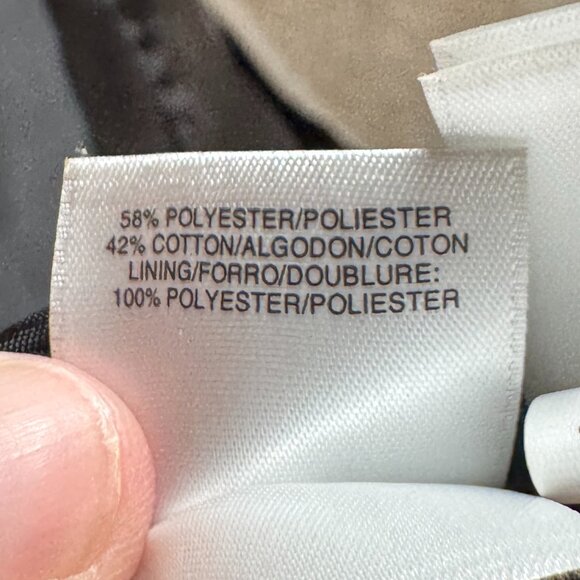 58% POLYESTER/POLIESTER
42% COTTON/ALGODON/COTON
LINING/FORRO/DOUBLURE:
100% POLYESTER/POLIESTER